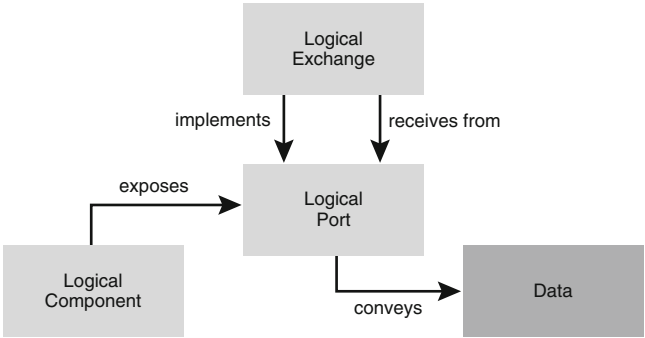 Logical
Exchange
implements
receives from
exposes
Logical
Port
Logical
Component
Data
conveys